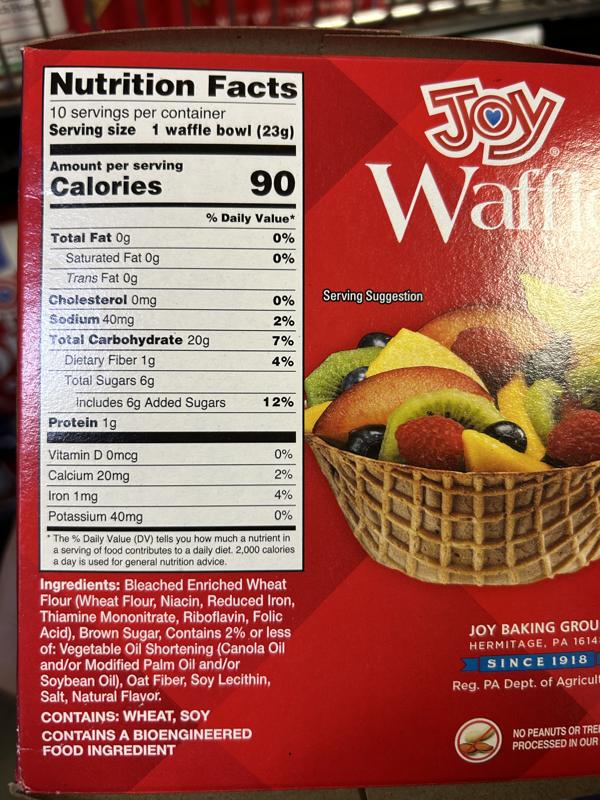 Nutrition Facts
10 servings per container
Serving size 1 waffle bowl (23g)
Amount per serving
Calories 90
% Daily Value*
Total Fat 0g 0%
Saturated Fat 0g 0%
Trans Fat 0g
Cholesterol 0mg 0%
Sodium 40mg 2%
Total Carbohydrate 20g 7%
Dietary Fiber 1g 4%
Total Sugars 6g
Includes 6g Added Sugars 12%
Protein 1g
Vitamin D 0mcg 0%
Calcium 20mg 2%
Iron 1mg 4%
Potassium 40mg 0%
* The % Daily Value (DV) tells you how much a nutrient in
a serving of food contributes to a daily diet. 2,000 calories
a day is used for general nutrition advice.
Ingredients: Bleached Enriched Wheat
Flour (Wheat Flour, Niacin, Reduced Iron,
Thiamine Mononitrate, Riboflavin, Folic
Acid), Brown Sugar, Contains 2% or less
of: Vegetable Oil Shortening (Canola Oil
and/or Modified Palm Oil and/or
Soybean Oil), Oat Fiber, Soy Lecithin,
Salt, Natural Flavor.
CONTAINS: WHEAT, SOY
CONTAINS A BIOENGINEERED
FOOD INGREDIENT
JOY®
Waffle
BOW
Serving Suggestion
JOY BAKING GROU
HERMITAGE, PA 1614
SINCE 1918
Reg. PA Dept. of Agricult
NO PEANUTS OR TREE
PROCESSED IN OUR